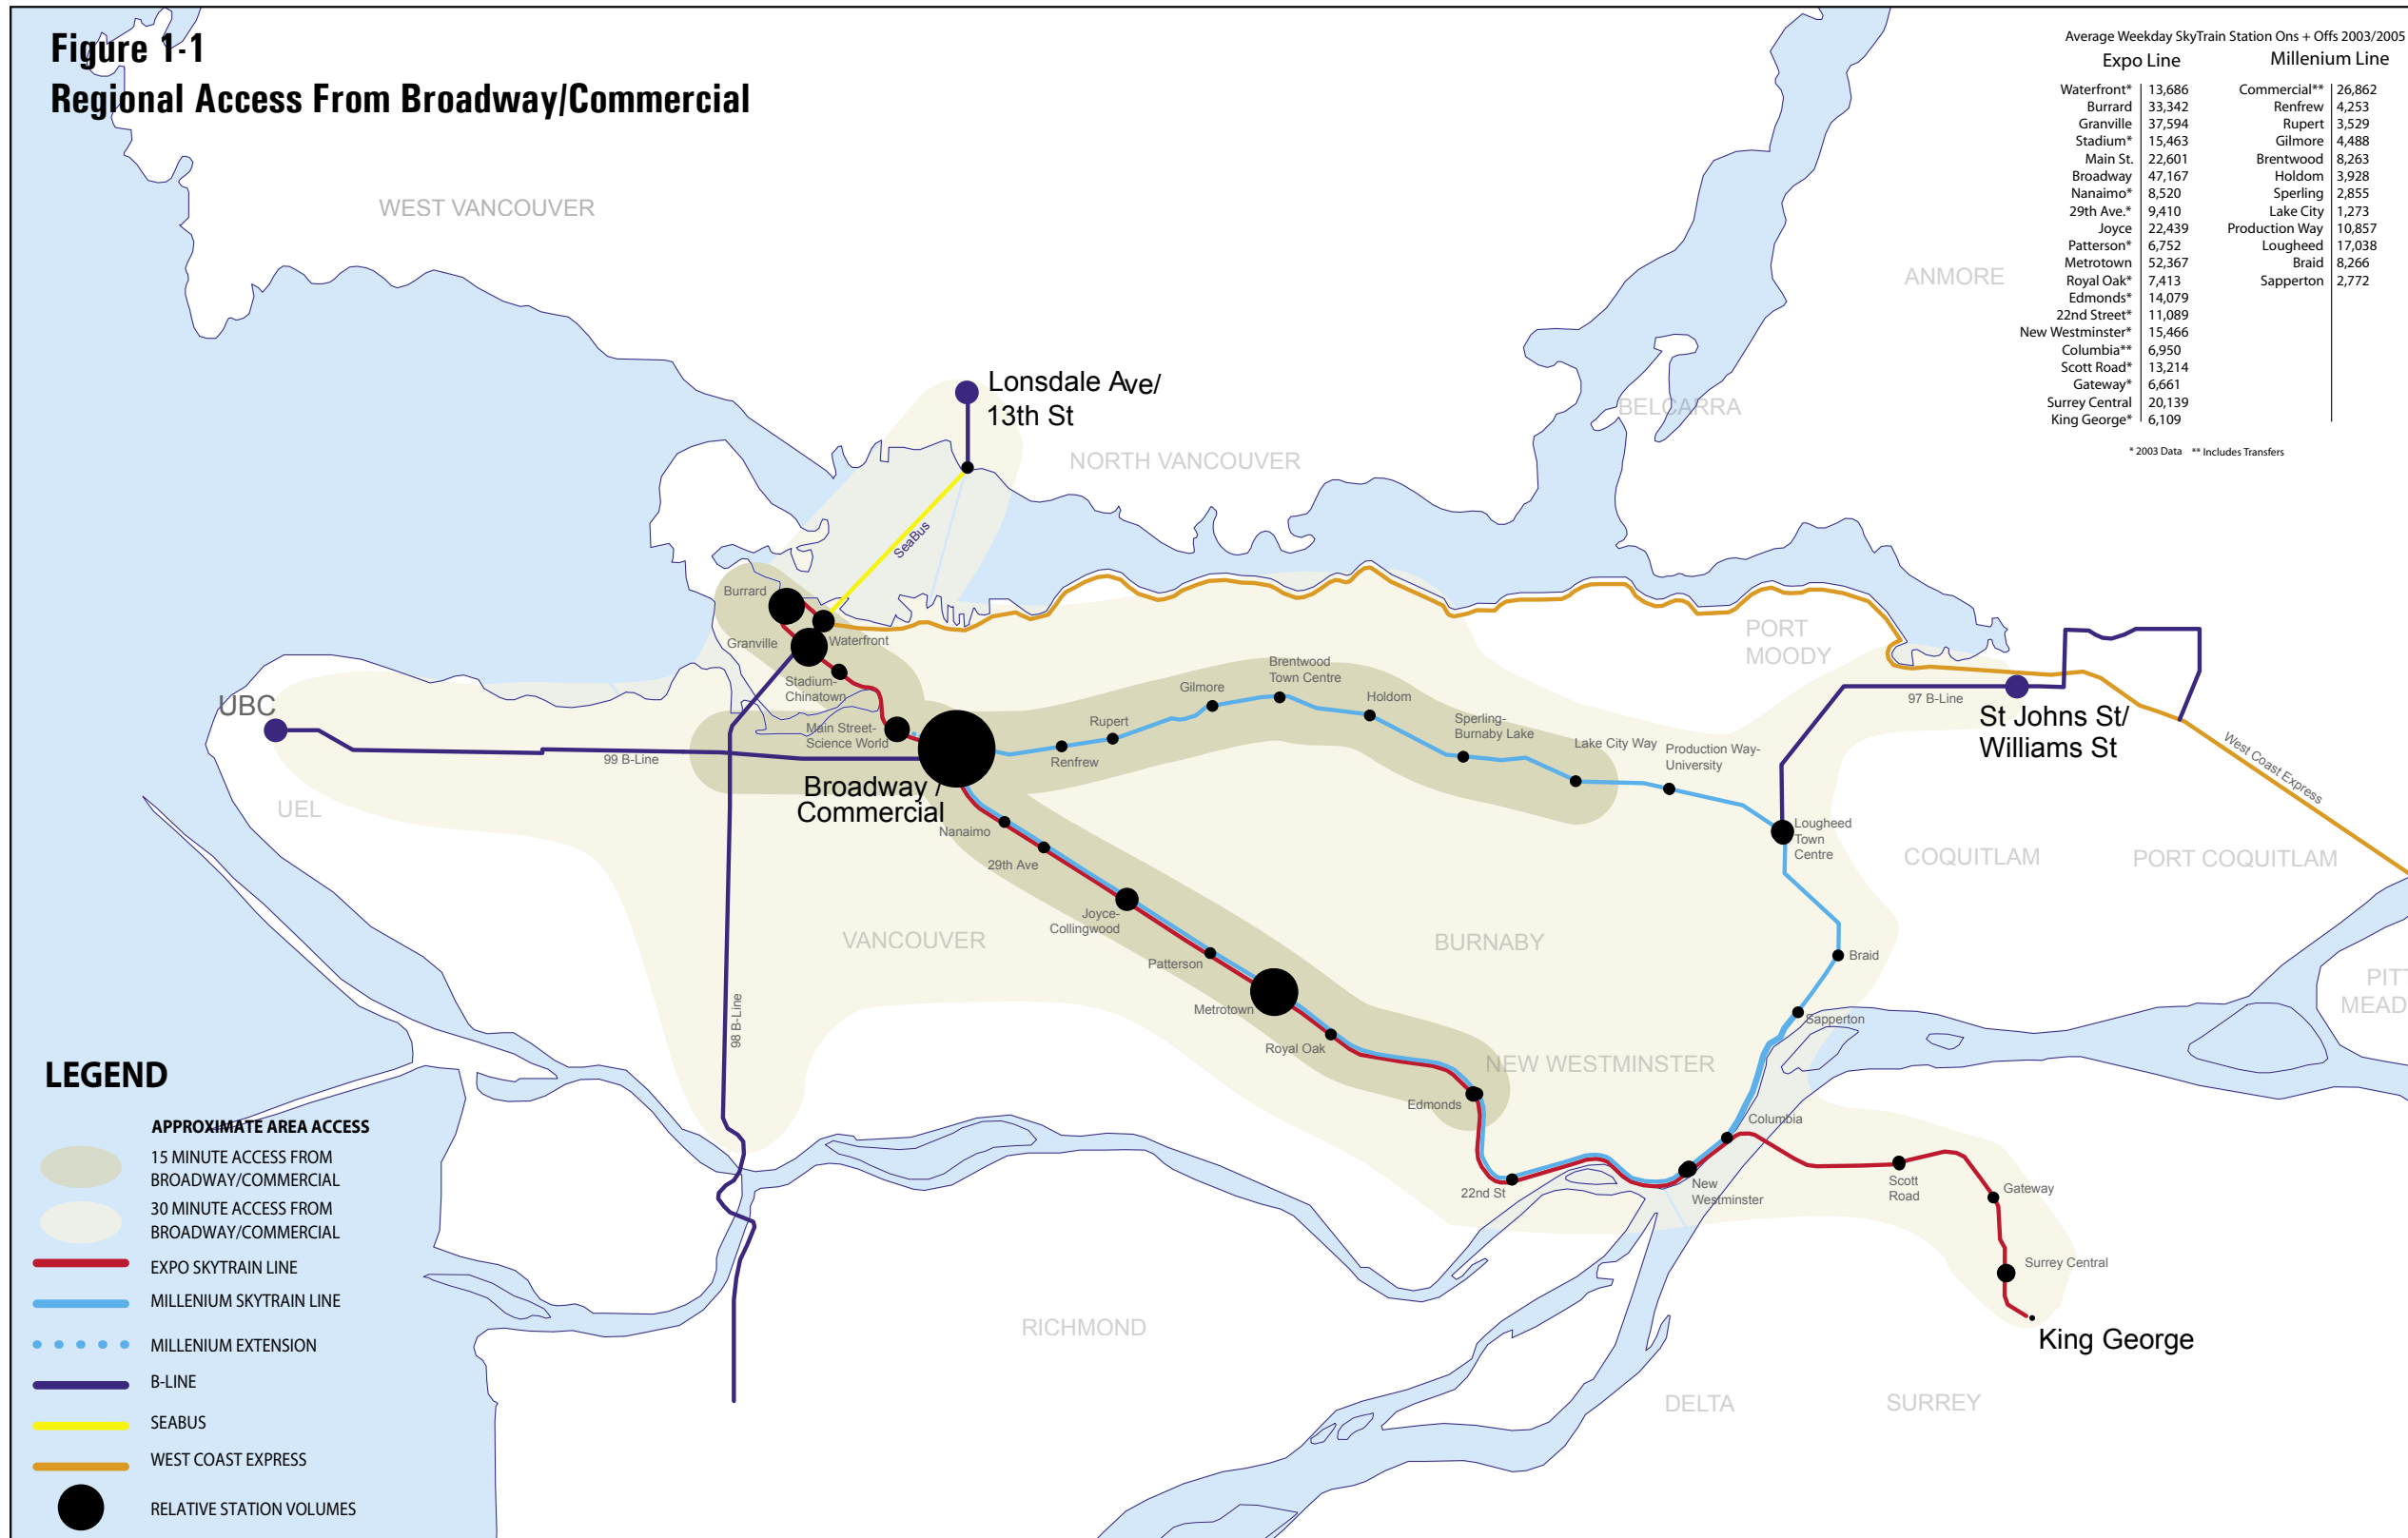 Figure 1-1
Regional Access From Broadway/Commercial
Average Weekday SkyTrain Station Ons + Offs 2003/2005
Expo Line
Waterfront* 13,686
Burrard 33,342
Granville 37,594
Stadium* 15,463
Main St. 22,601
Broadway 47,167
Nanaimo* 8,520
29th Ave.* 9,410
Joyce 22,439
Patterson* 6,752
Metrotown 52,367
Royal Oak* 7,413
Edmonds* 14,079
22nd Street* 11,089
New Westminster* 15,466
Columbia** 6,950
Scott Road* 13,214
Gateway* 6,661
Surrey Central 20,139
King George* 6,109
Millenium Line
Commercial** 26,862
Renfrew 4,253
Rupert 3,529
Gilmore 4,488
Brentwood 8,263
Holdom 3,928
Sperling 2,855
Lake City 1,273
Production Way 10,857
Lougheed 17,038
Braid 8,266
Sapperton 2,772
* 2003 Data ** Includes Transfers
WEST VANCOUVER
ANMORE
BELCARRA
Lonsdale Ave/
13th St
NORTH VANCOUVER
SeaBus
Burrard
Waterfront
Granville
Stadium-
Chinatown
Main Street-
Science World
PORT
MOODY
UBC
99 B-Line
UEL
Broadway /
Commercial
Renfrew
Rupert
Gilmore
Brentwood
Town Centre
Holdom
Sperling-
Burnaby Lake
Lake City Way
Production Way-
University
97 B-Line
St Johns St/
Williams St
West Coast Express
Lougheed
Town
Centre
COQUITLAM
PORT COQUITLAM
Nanaimo
29th Ave
Joyce-
Collingwood
VANCOUVER
BURNABY
Patterson
Metrotown
Royal Oak
Braid
Sapperton
PITT
MEAD
98 B-Line
NEW WESTMINSTER
Edmonds
Columbia
22nd St
New
Westminster
Scott
Road
Gateway
Surrey Central
King George
RICHMOND
DELTA
SURREY
LEGEND
APPROXIMATE AREA ACCESS
15 MINUTE ACCESS FROM
BROADWAY/COMMERCIAL
30 MINUTE ACCESS FROM
BROADWAY/COMMERCIAL
EXPO SKYTRAIN LINE
MILLENIUM SKYTRAIN LINE
MILLENIUM EXTENSION
B-LINE
SEABUS
WEST COAST EXPRESS
RELATIVE STATION VOLUMES